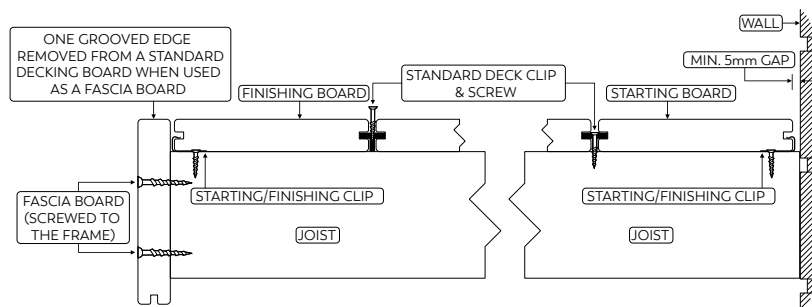 ONE GROOVED EDGE
REMOVED FROM A STANDARD
DECKING BOARD WHEN USED
AS A FASCIA BOARD
FINISHING BOARD
STANDARD DECK CLIP
& SCREW
STARTING BOARD
WALL
MIN. 5mm GAP
FASCIA BOARD
(SCREWED TO
THE FRAME)
STARTING/FINISHING CLIP
JOIST
STARTING/FINISHING CLIP
JOIST